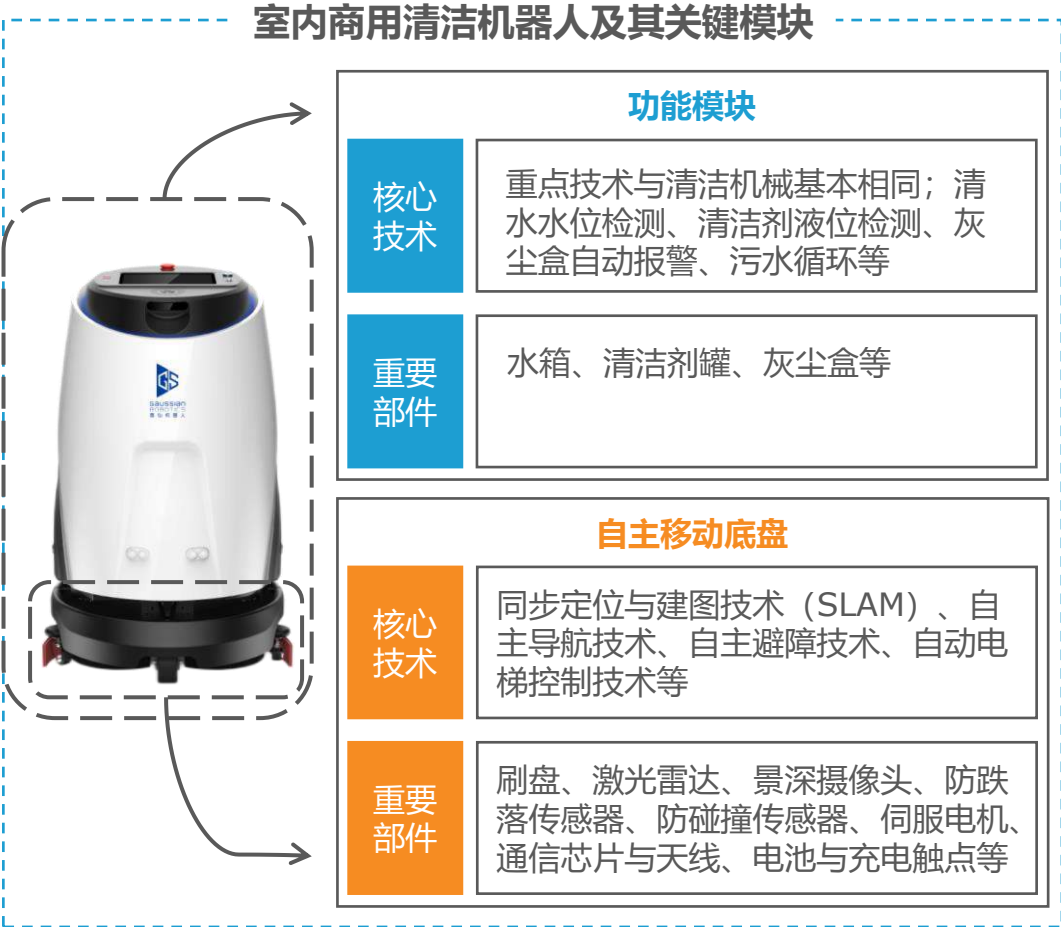 室内商用清洁机器人及其关键模块
功能模块
核心
技术
重点技术与清洁机械基本相同；清
水水位检测、清洁剂液位检测、灰
尘盒自动报警、污水循环等
重要
部件
水箱、清洁剂罐、灰尘盒等
GS
GAUSSIAN
ROBOTICS
高仙机器人
自主移动底盘
核心
技术
同步定位与建图技术（SLAM）、自
主导航技术、自主避障技术、自动电
梯控制技术等
重要
部件
刷盘、激光雷达、景深摄像头、防跌
落传感器、防碰撞传感器、伺服电机、
通信芯片与天线、电池与充电触点等